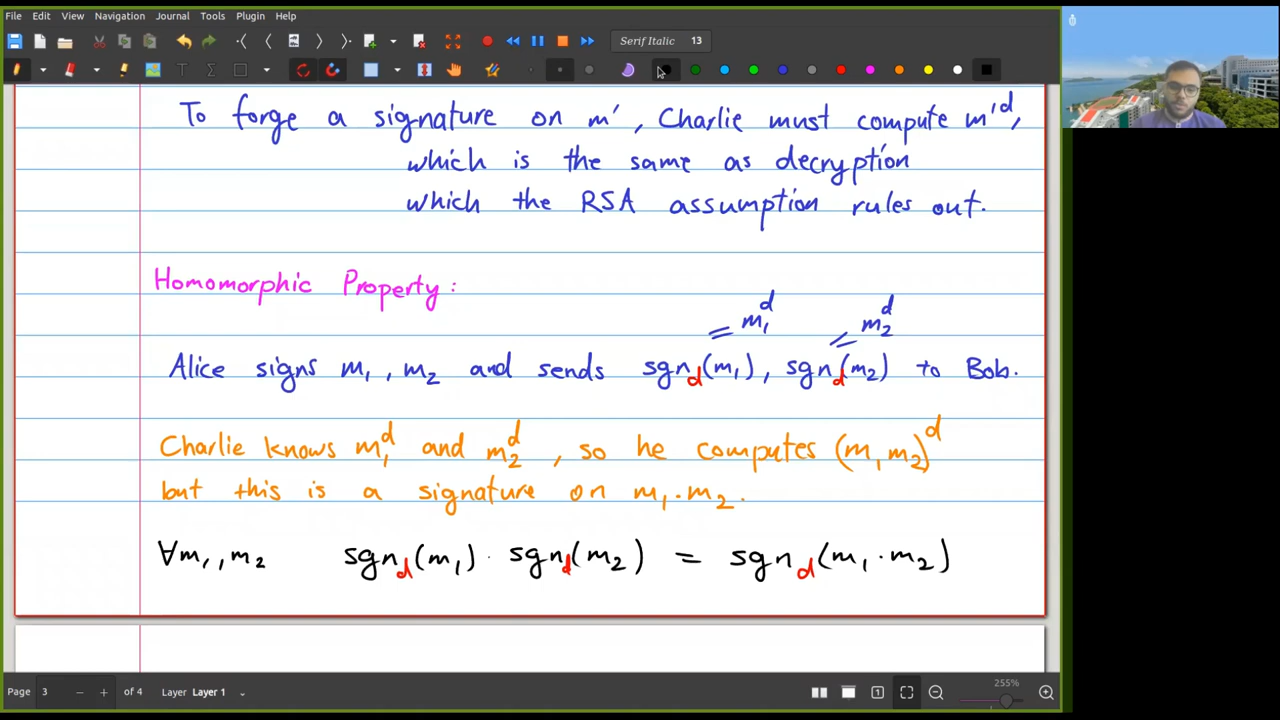 File Edit View Navigation Journal Tools Plugin Help
Serif Italic 13
To forge a signature on m', Charlie must compute m'^d,
which is the same as decryption
which the RSA assumption rules out.
Homomorphic Property:
= m₁^d = m₂^d
Alice signs m₁, m₂ and sends sgn_d(m₁), sgn_d(m₂) to Bob.
Charlie knows m₁^d and m₂^d, so he computes (m₁m₂)^d
but this is a signature on m₁·m₂.
∀m₁,m₂ sgn_d(m₁) · sgn_d(m₂) = sgn_d(m₁·m₂)
Page 3 − + of 4 Layer Layer 1 255%